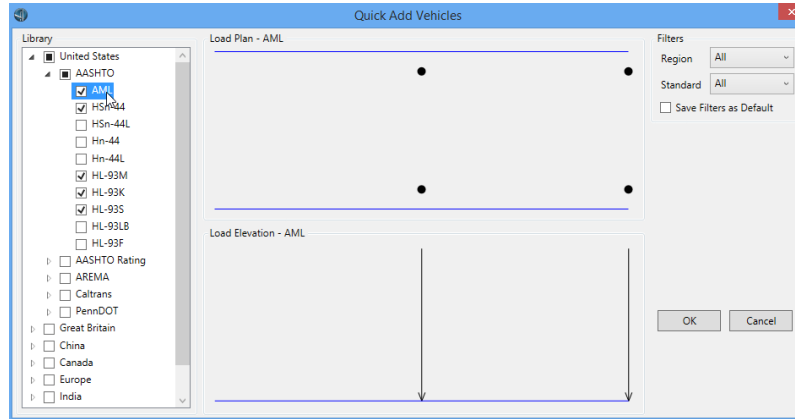 Quick Add Vehicles
Library
United States
AASHTO
AML
HSn-44
HSn-44L
Hn-44
Hn-44L
HL-93M
HL-93K
HL-93S
HL-93LB
HL-93F
AASHTO Rating
AREMA
Caltrans
PennDOT
Great Britain
China
Canada
Europe
India
Load Plan - AML
Load Elevation - AML
Filters
Region All
Standard All
Save Filters as Default
OK Cancel